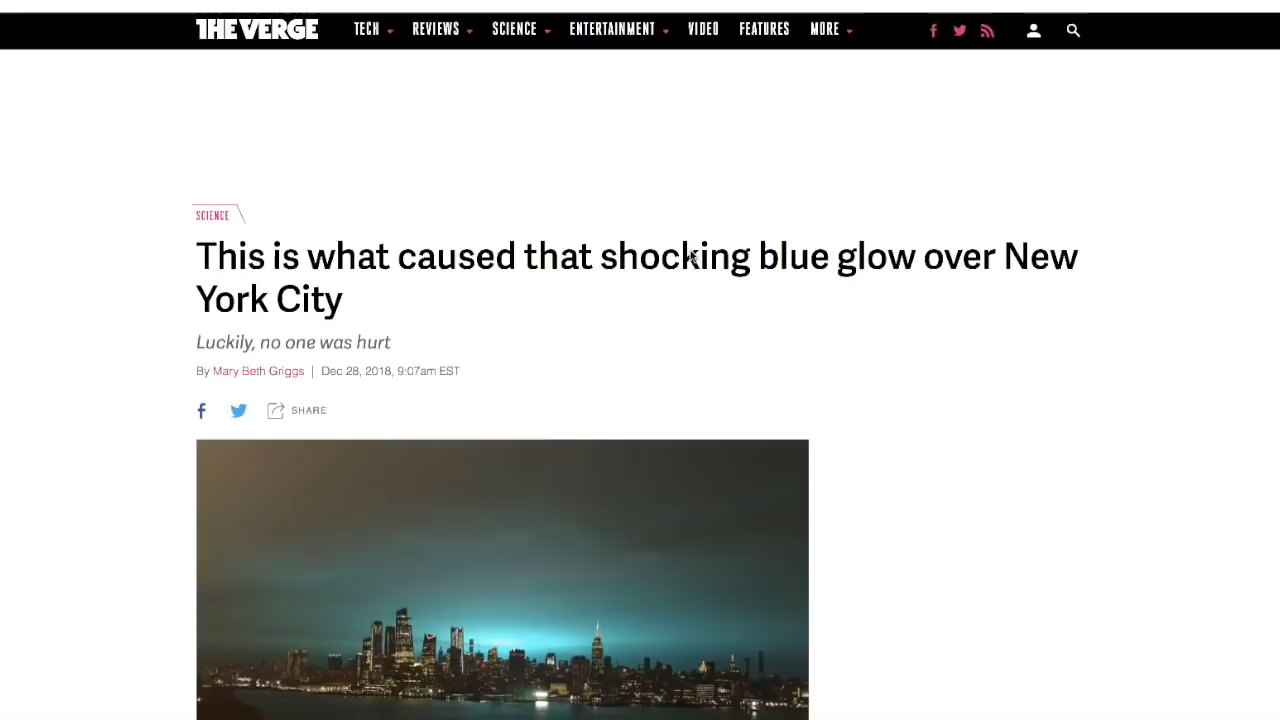 THE VERGE TECH REVIEWS SCIENCE ENTERTAINMENT VIDEO FEATURES MORE
SCIENCE
This is what caused that shocking blue glow over New
York City
Luckily, no one was hurt
By Mary Beth Griggs | Dec 28, 2018, 9:07am EST
SHARE